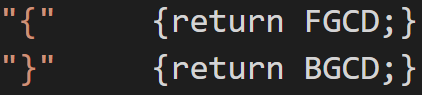 "{"     {return FGCD;}
"}"     {return BGCD;}